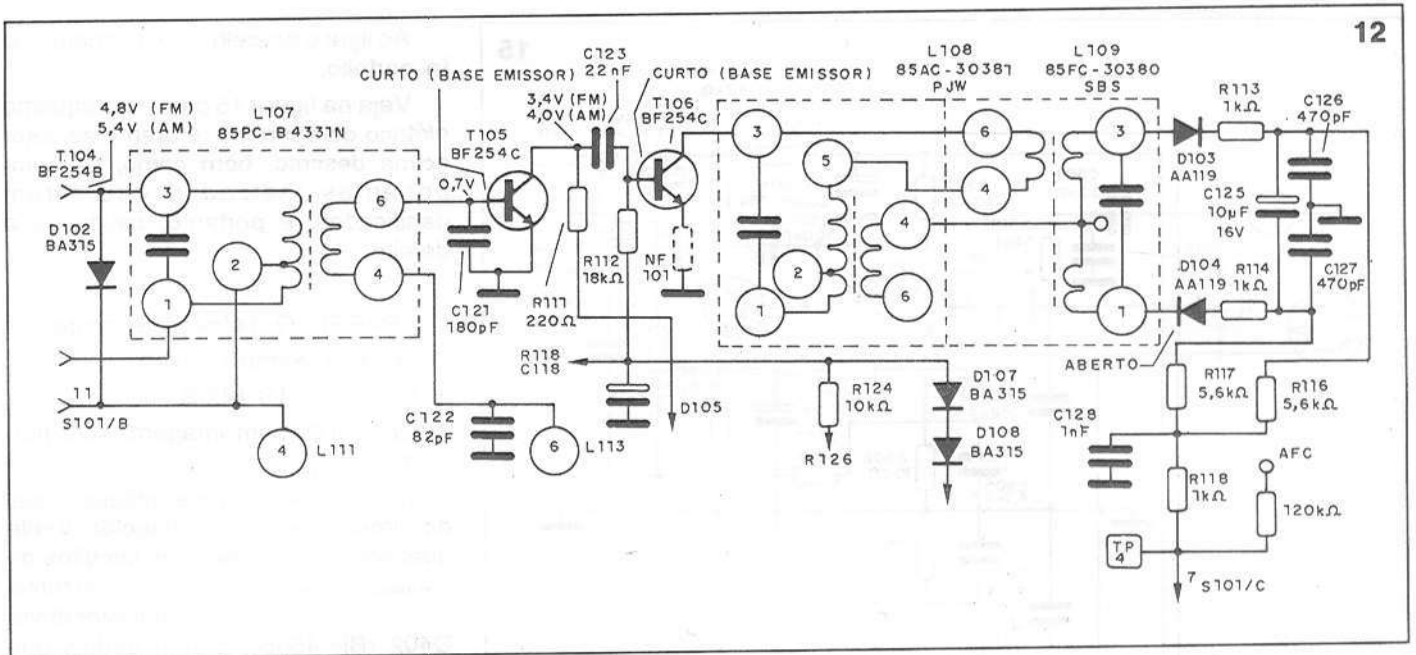 12
4,8V (FM)
5,4V (AM)
L107
85PC-B4331N
T104
BF254B
D102
BA315
3
2
1
6
4
11
S101/B
4
L111
CURTO (BASE EMISSOR)
T105
BF254C
0,7V
C121
180pF
C122
82pF
6
L113
C123
22nF
3,4V (FM)
4,0V (AM)
CURTO (BASE EMISSOR)
T106
BF254C
R111
220Ω
R112
18kΩ
NF
101
R118
C118
D105
L108
85AC-30381
PJW
3
5
6
4
2
4
1
6
L109
85FC-30380
SBS
3
1
R124
10kΩ
R126
D107
BA315
D108
BA315
D103
AA119
R113
1kΩ
C126
470pF
C125
10µF
16V
D104
AA119
R114
1kΩ
C127
470pF
ABERTO
R117
5,6kΩ
R116
5,6kΩ
C128
1nF
AFC
R118
1kΩ
120kΩ
TP
4
7
S101/C